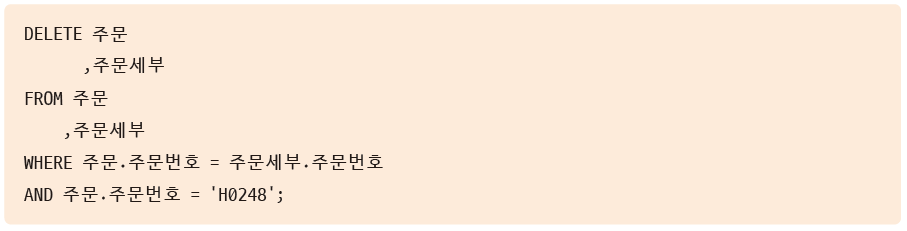 DELETE 주문
      ,주문세부
FROM 주문
    ,주문세부
WHERE 주문.주문번호 = 주문세부.주문번호
AND 주문.주문번호 = 'H0248';